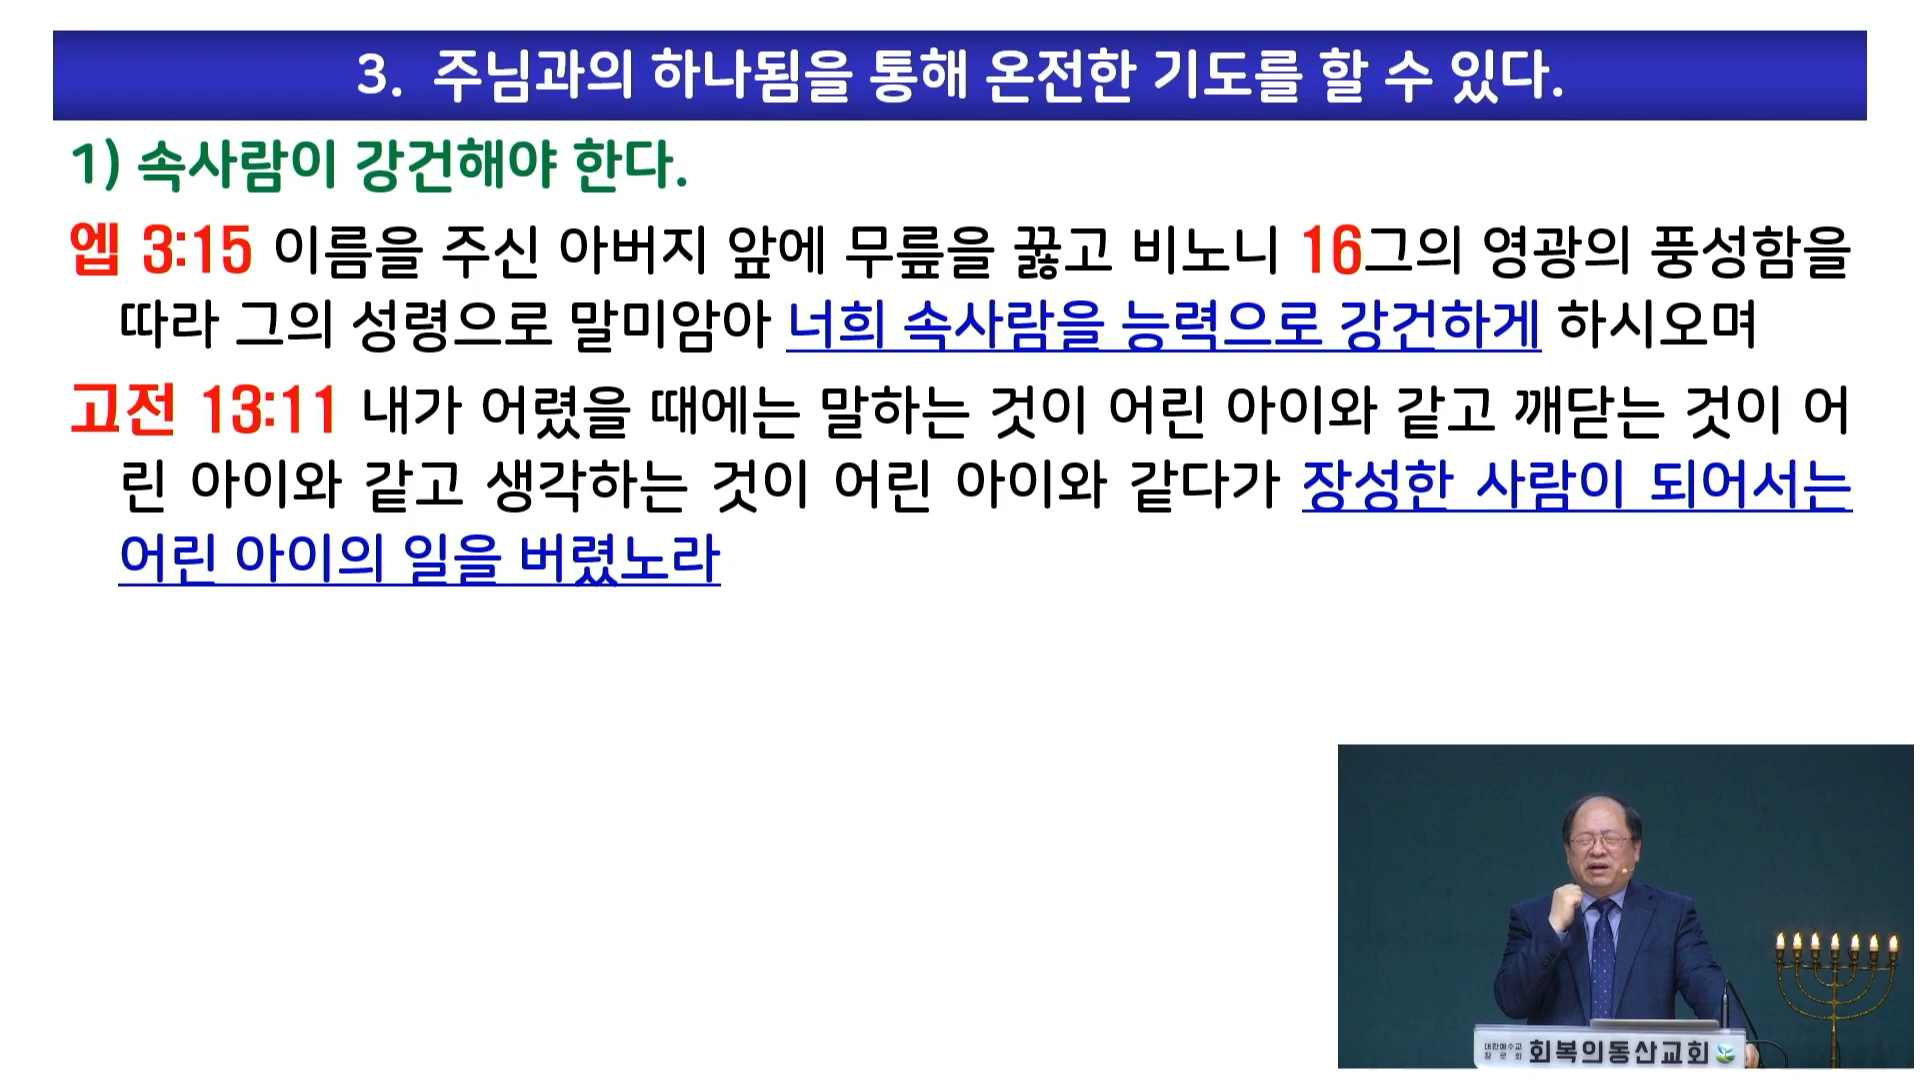 3. 주님과의 하나됨을 통해 온전한 기도를 할 수 있다.
1) 속사람이 강건해야 한다.
엡 3:15 이름을 주신 아버지 앞에 무릎을 꿇고 비노니 16그의 영광의 풍성함을
따라 그의 성령으로 말미암아 너희 속사람을 능력으로 강건하게 하시오며
고전 13:11 내가 어렸을 때에는 말하는 것이 어린 아이와 같고 깨닫는 것이 어
린 아이와 같고 생각하는 것이 어린 아이와 같다가 장성한 사람이 되어서는
어린 아이의 일을 버렸노라
대한예수교
장로회
회복의동산교회